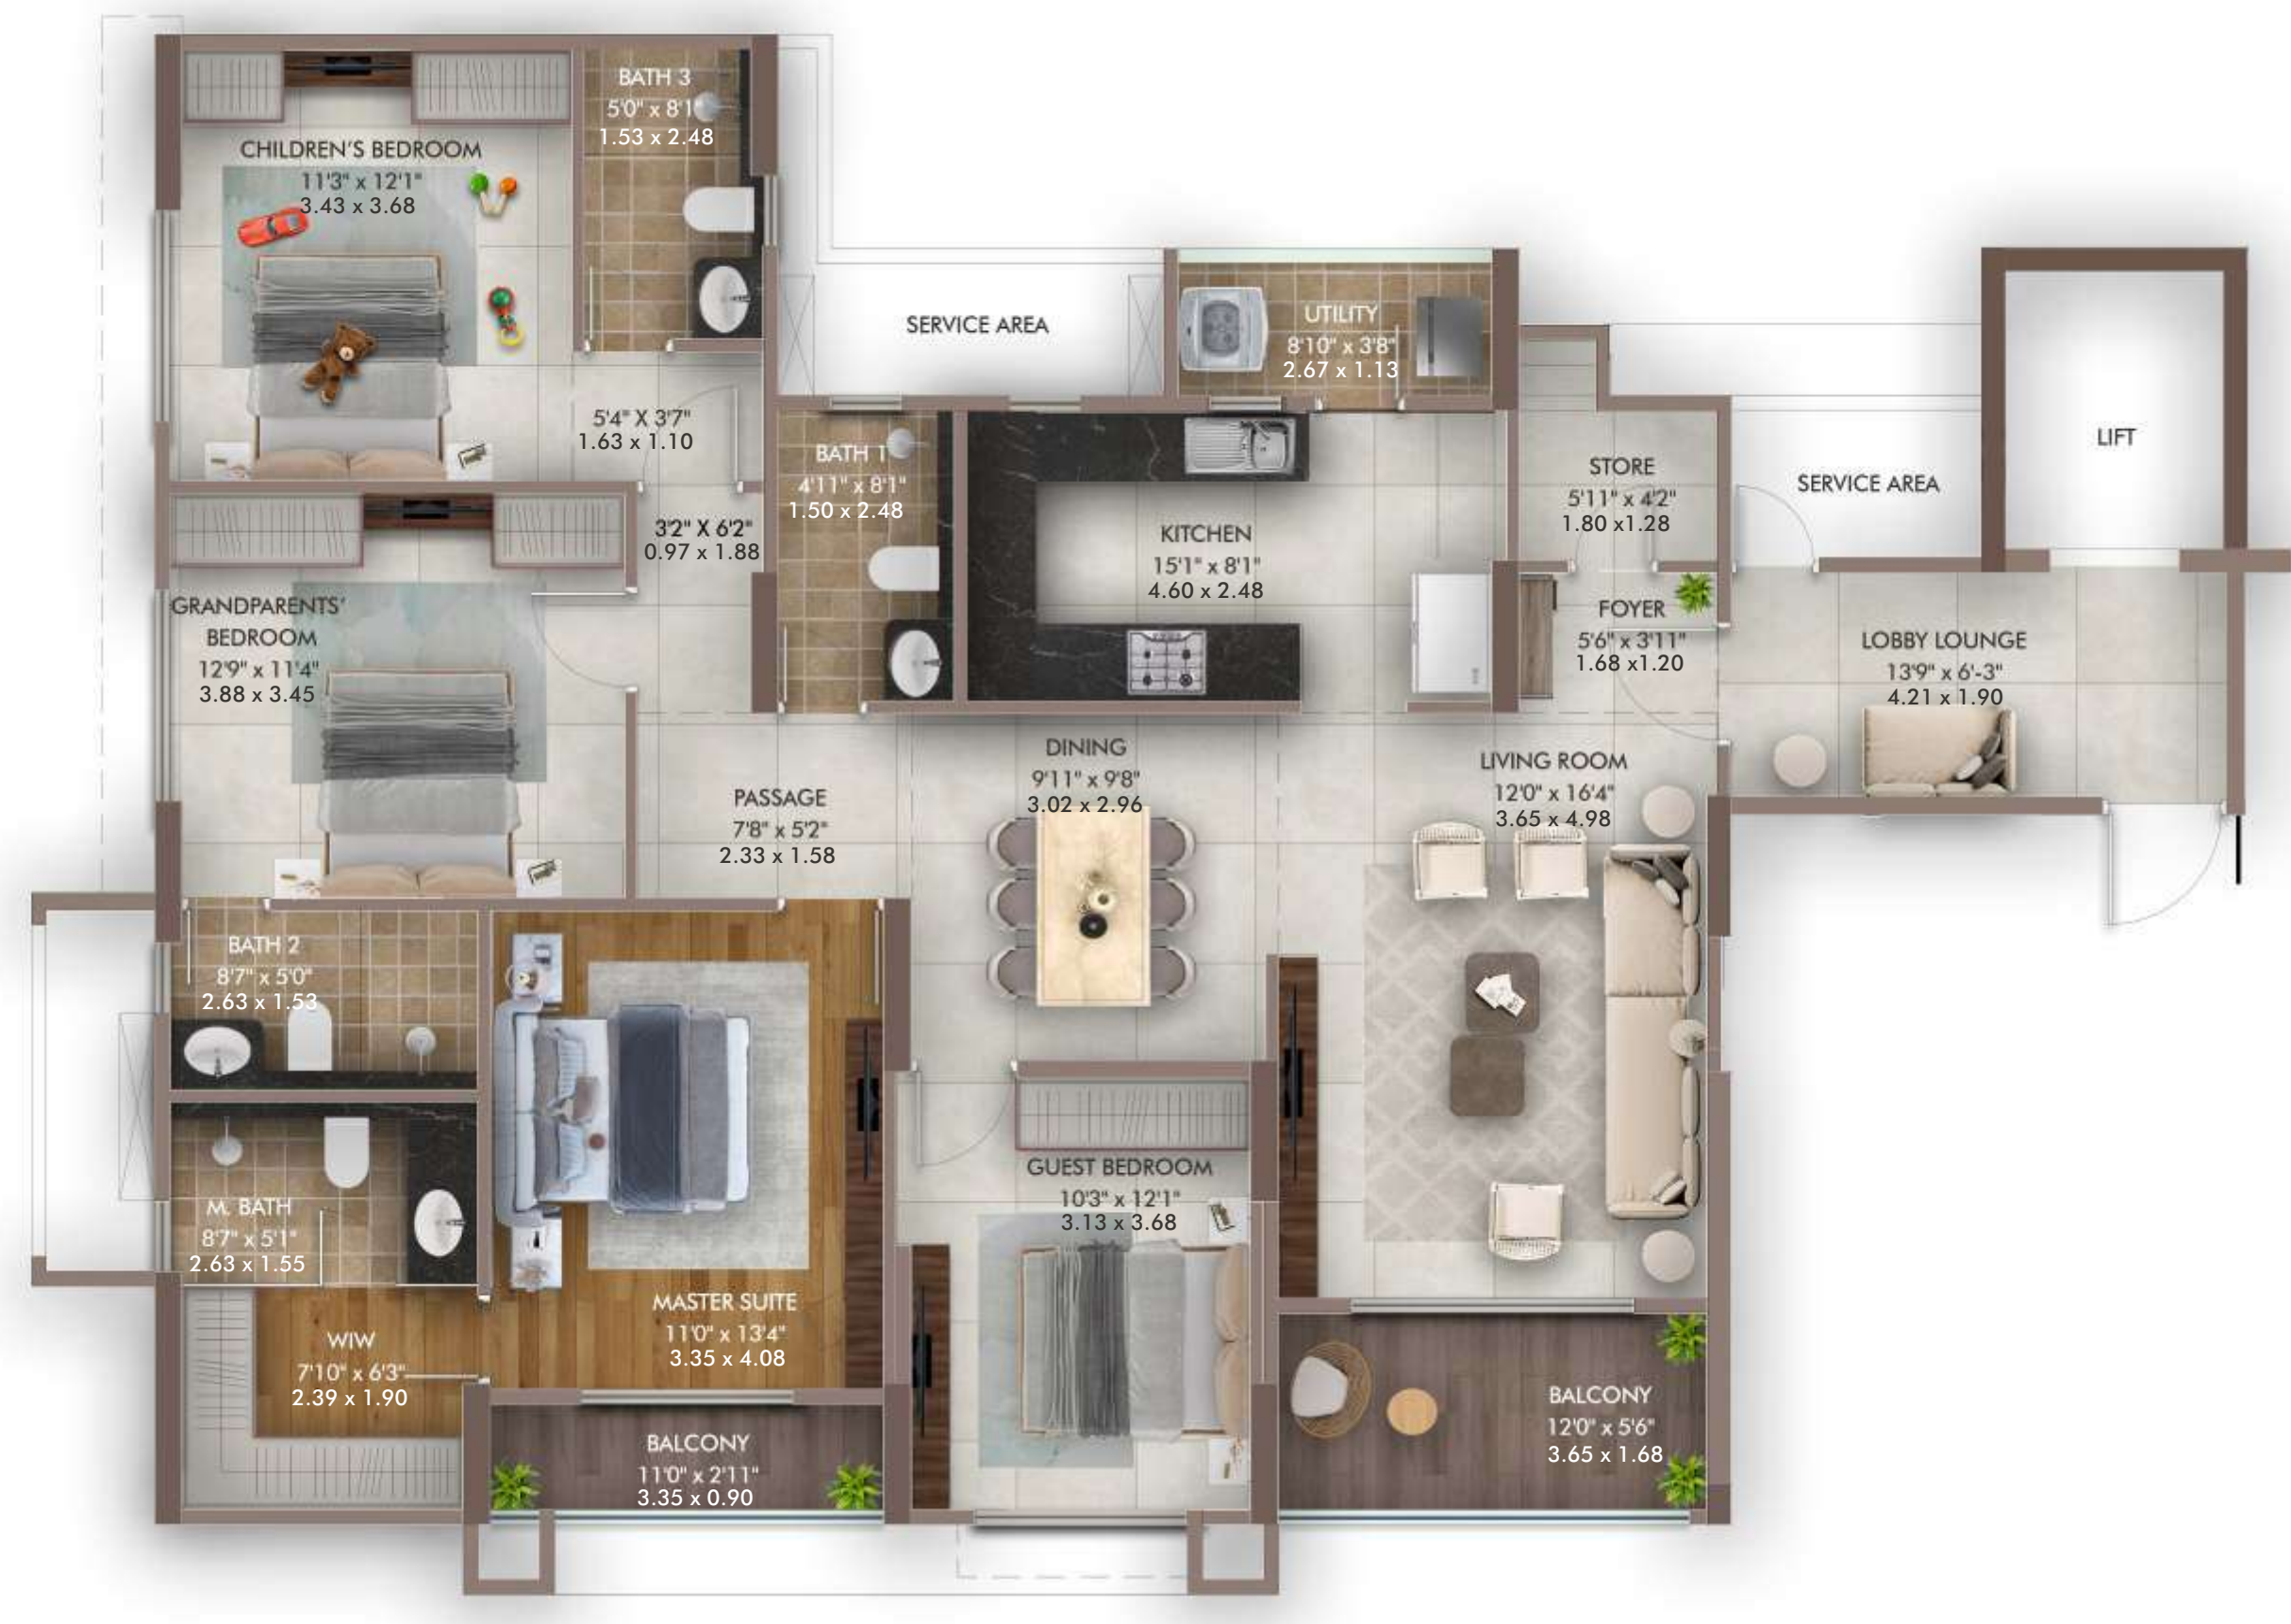 BATH 3
5'0" x 8'1"
1.53 x 2.48
CHILDREN'S BEDROOM
11'3" x 12'1"
3.43 x 3.68
SERVICE AREA
UTILITY
8'10" x 3'8"
2.67 x 1.13
5'4" X 3'7"
1.63 x 1.10
BATH 1
4'11" x 8'1"
1.50 x 2.48
STORE
5'11" x 4'2"
1.80 x1.28
SERVICE AREA
LIFT
3'2" X 6'2"
0.97 x 1.88
KITCHEN
15'1" x 8'1"
4.60 x 2.48
GRANDPARENTS'
BEDROOM
12'9" x 11'4"
3.88 x 3.45
FOYER
5'6" x 3'11"
1.68 x1.20
LOBBY LOUNGE
13'9" x 6'-3"
4.21 x 1.90
PASSAGE
7'8" x 5'2"
2.33 x 1.58
DINING
9'11" x 9'8"
3.02 x 2.96
LIVING ROOM
12'0" x 16'4"
3.65 x 4.98
BATH 2
8'7" x 5'0"
2.63 x 1.53
M. BATH
8'7" x 5'1"
2.63 x 1.55
GUEST BEDROOM
10'3" x 12'1"
3.13 x 3.68
MASTER SUITE
11'0" x 13'4"
3.35 x 4.08
WIW
7'10" x 6'3"
2.39 x 1.90
BALCONY
11'0" x 2'11"
3.35 x 0.90
BALCONY
12'0" x 5'6"
3.65 x 1.68